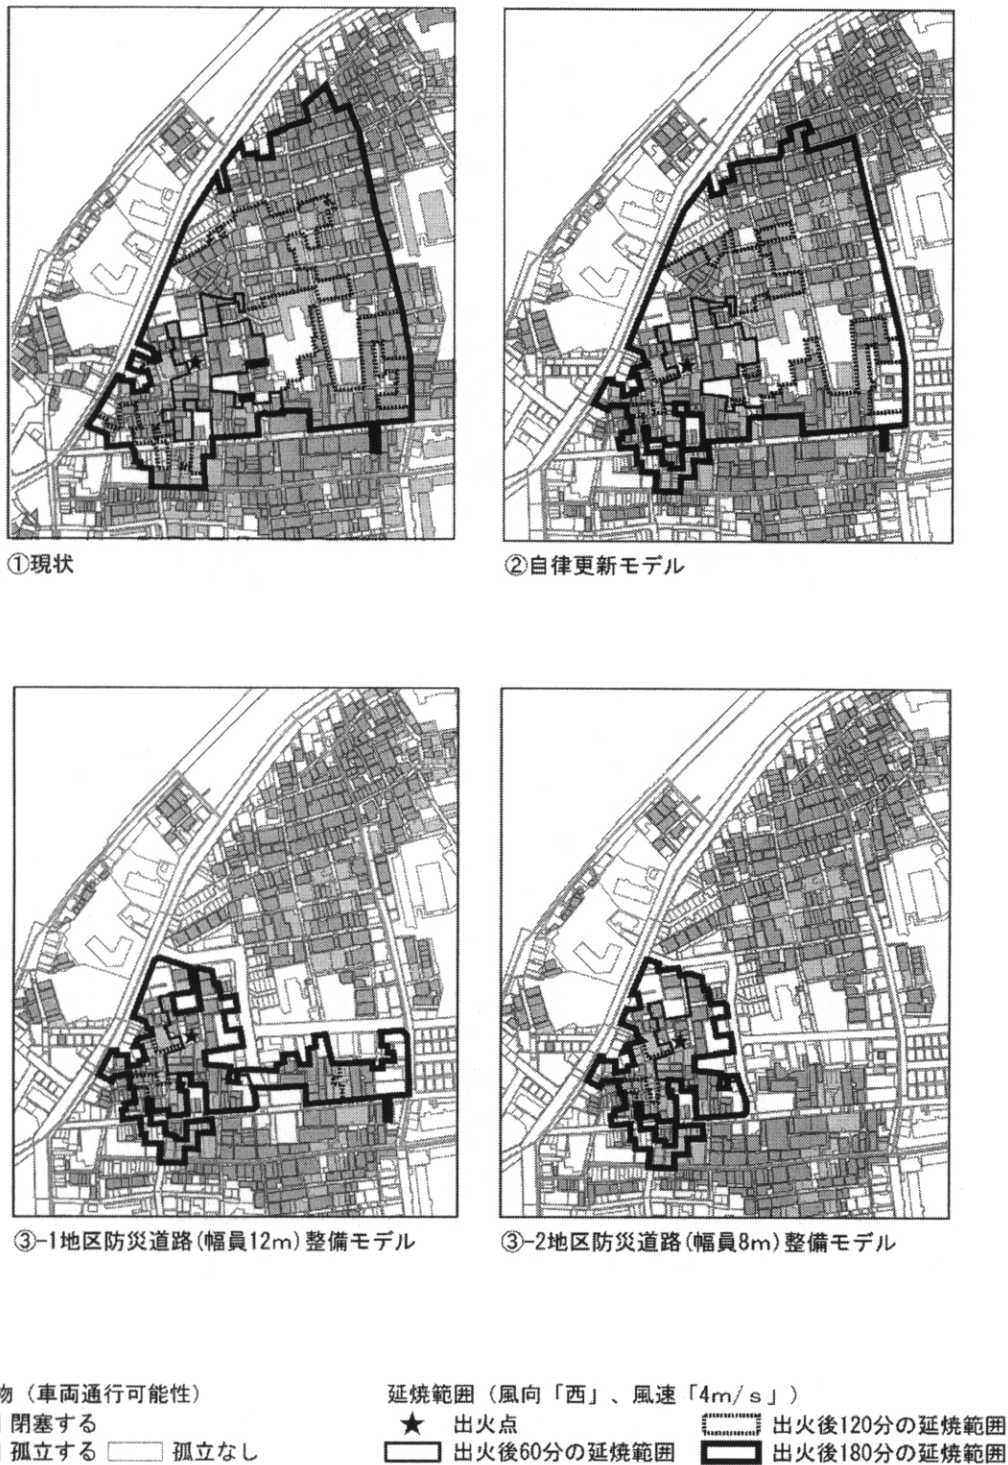 ①現状
②自律更新モデル
③-1地区防災道路(幅員12m)整備モデル
③-2地区防災道路(幅員8m)整備モデル
物（車両通行可能性）
閉塞する
孤立する 孤立なし
延焼範囲（風向「西」、風速「4m/s」）
★ 出火点
出火後60分の延焼範囲
出火後120分の延焼範囲
出火後180分の延焼範囲